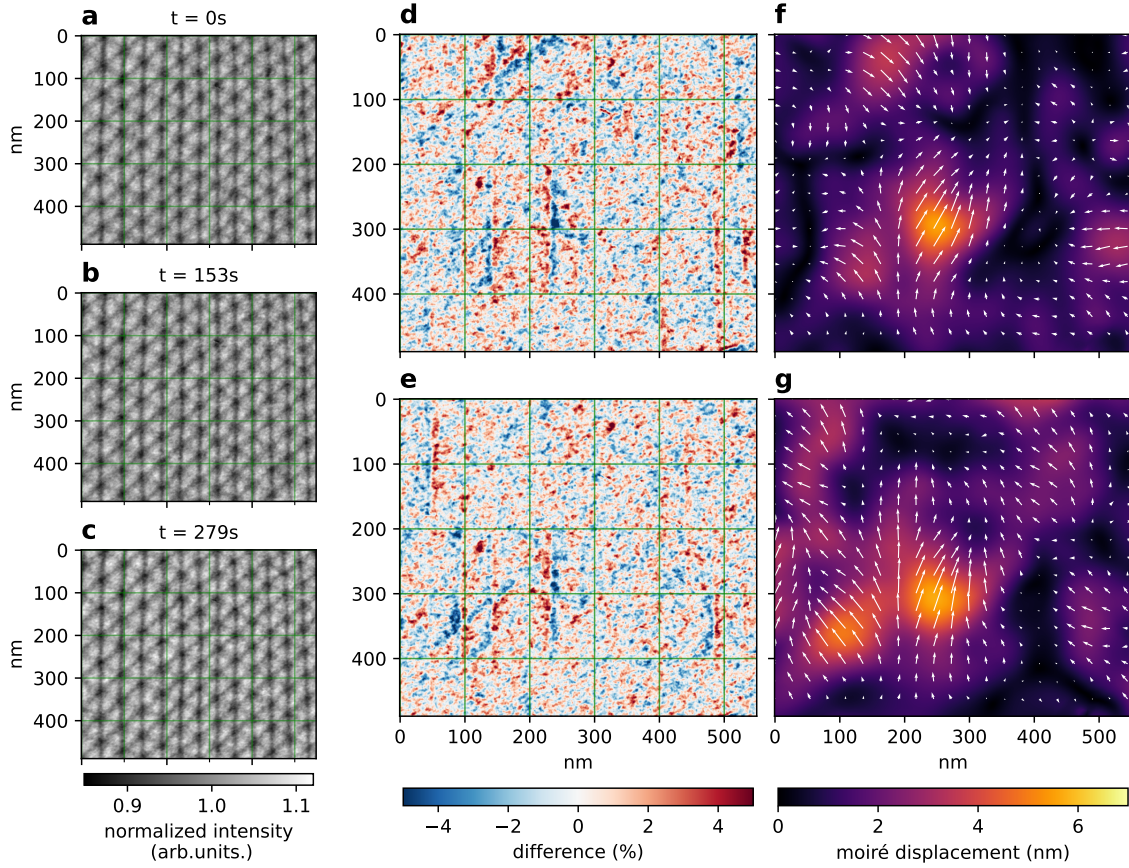 a
t = 0s
0
100
200
300
400
nm
b
t = 153s
0
100
200
300
400
nm
c
t = 279s
0
100
200
300
400
nm
0.9 1.0 1.1
normalized intensity
(arb.units.)
d
0
100
200
300
400
e
0
100
200
300
400
0 100 200 300 400 500
nm
−4 −2 0 2 4
difference (%)
f
g
0 100 200 300 400 500
nm
0 2 4 6
moiré displacement (nm)